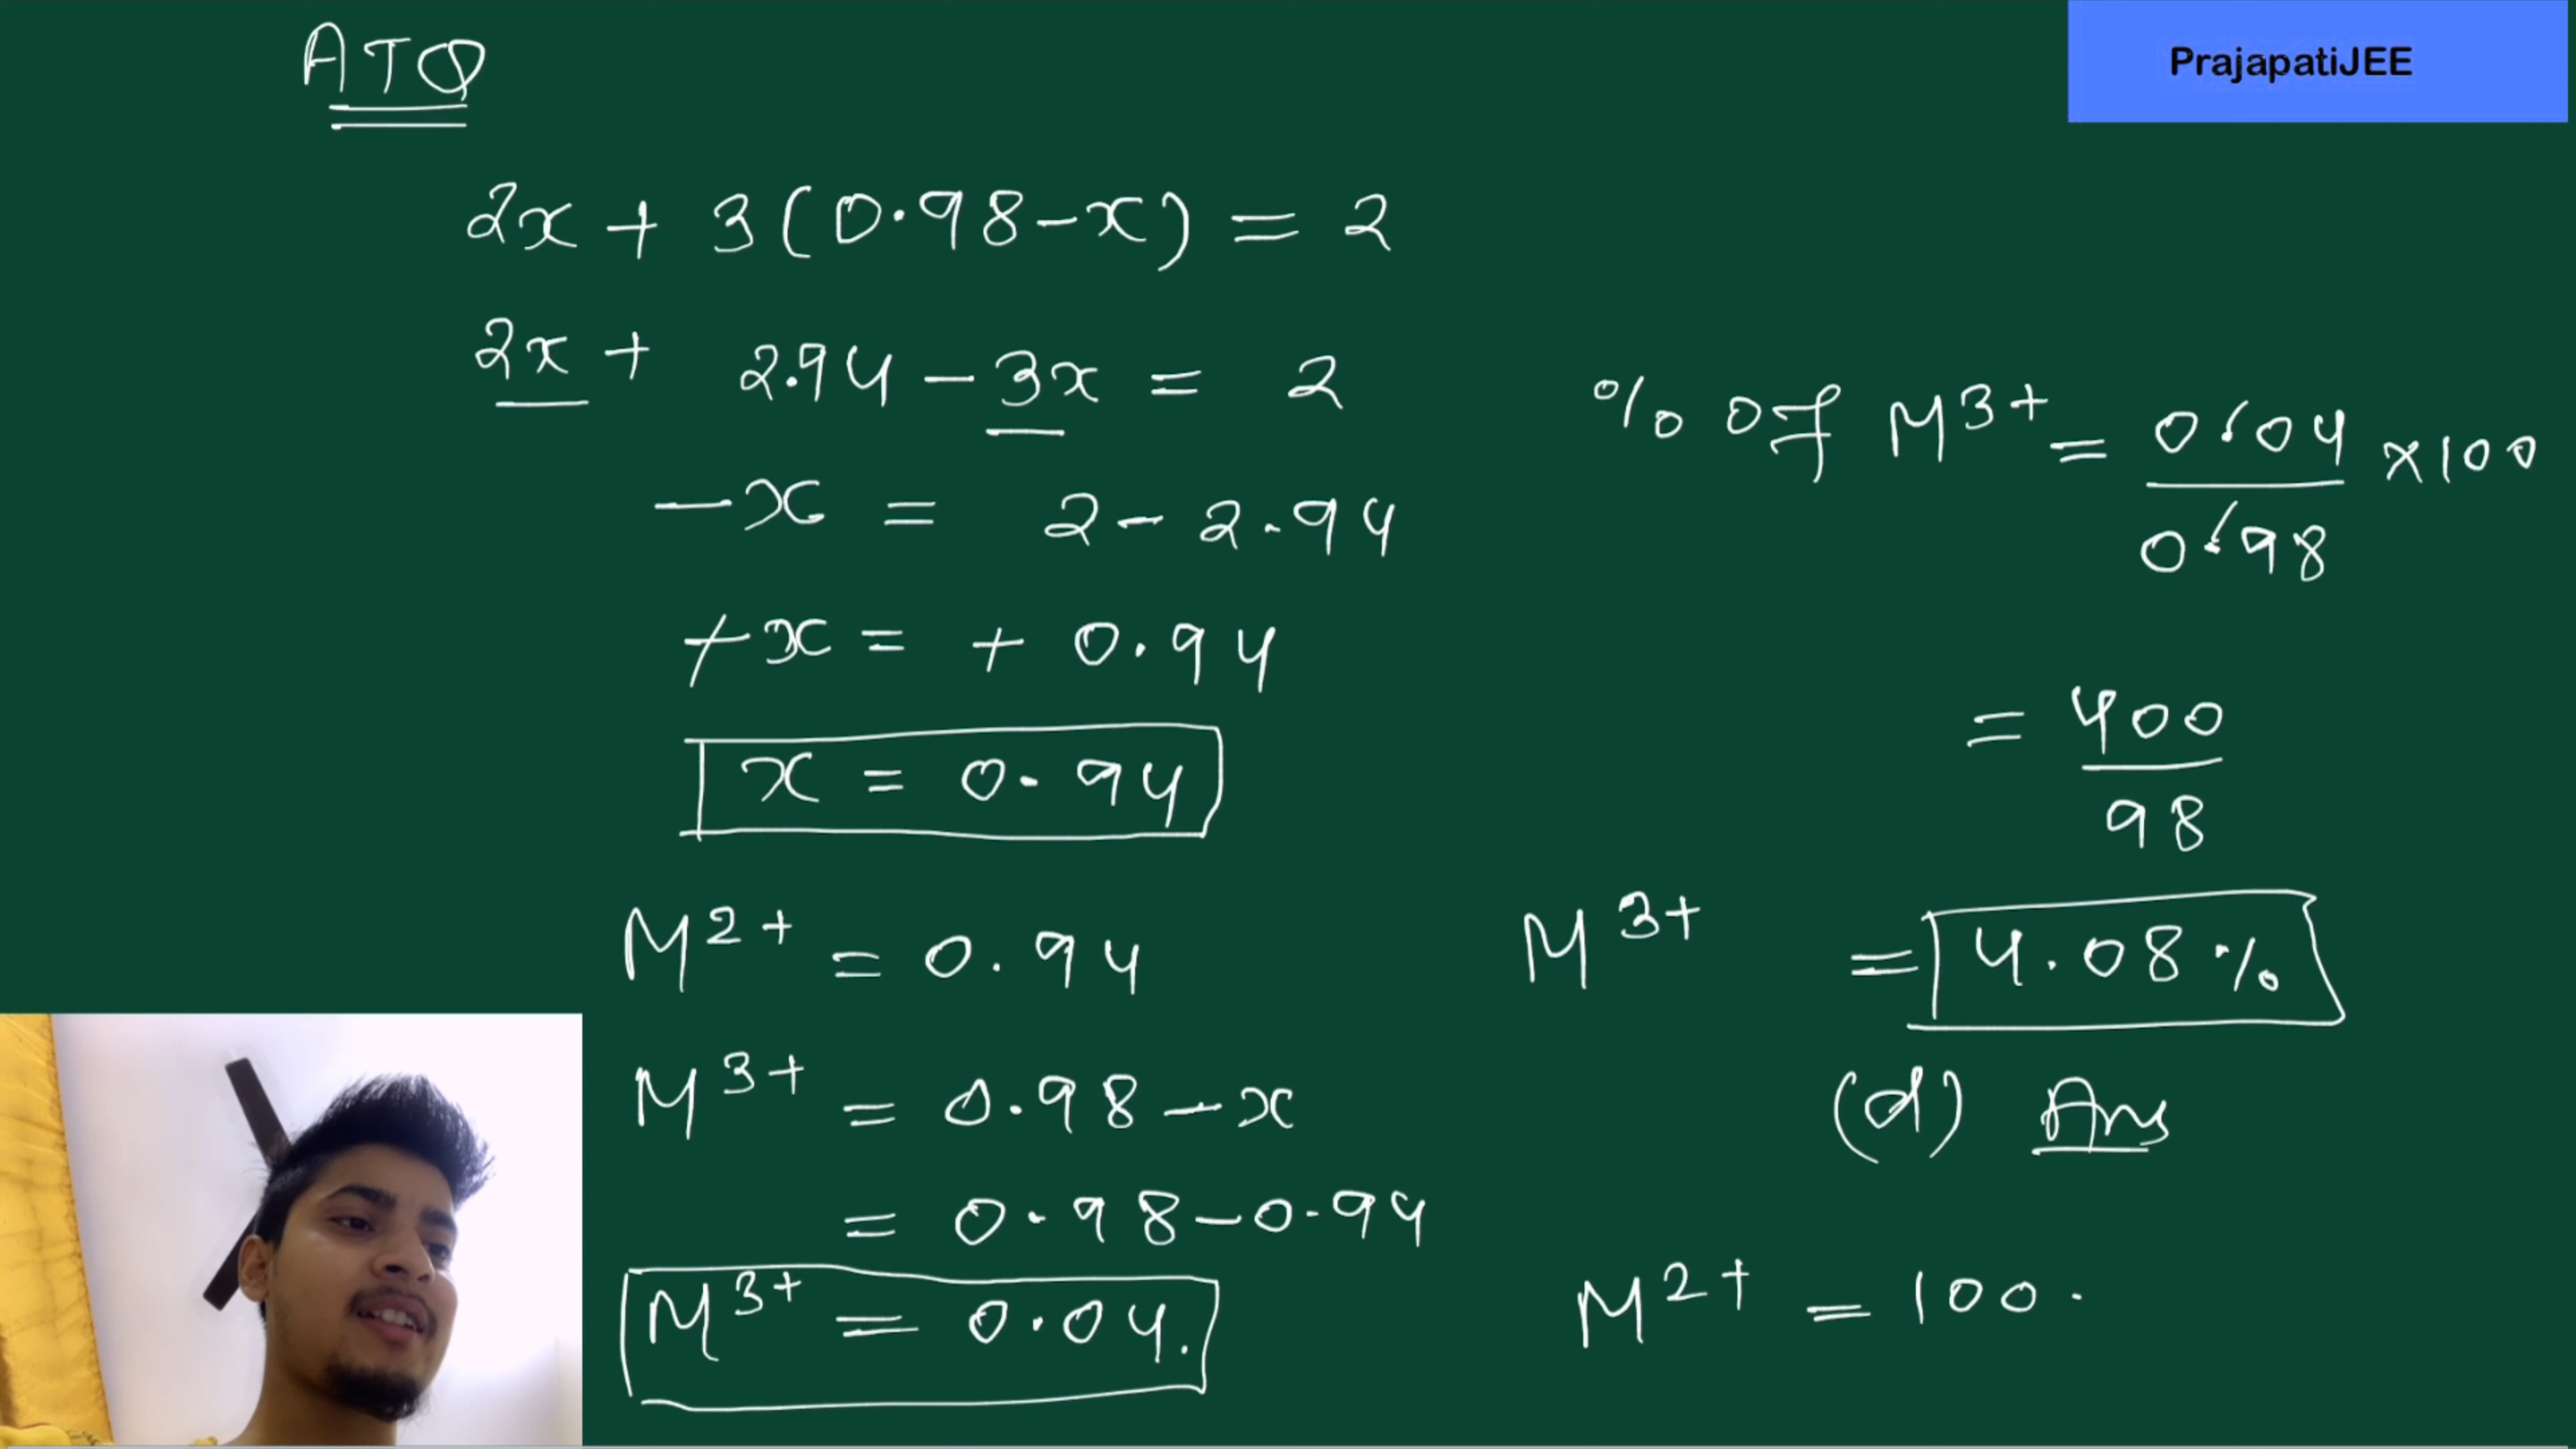 PrajapatiJEE
ATQ
2x + 3(0.98-x) = 2
2x + 2.94 - 3x = 2
-x = 2 - 2.94
+x = + 0.94
x = 0.94
M²⁺ = 0.94
M³⁺ = 0.98 - x
= 0.98 - 0.94
M³⁺ = 0.04.
% of M³⁺ = 0.04/0.98 ×100
= 400/98
M³⁺ = 4.08 %
(d) Ans
M²⁺ = 100 .